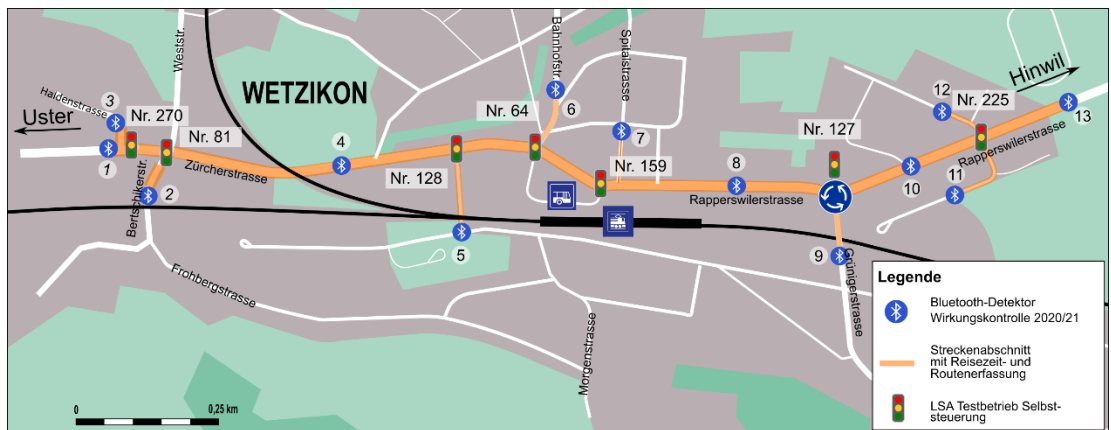 Uster
Haldenstrasse
3
1
Nr. 270
Weststr.
Nr. 81
Bertschikerstr.
2
Zürcherstrasse
WETZIKON
4
Nr. 128
5
Frohbergstrasse
Nr. 64
Bahnhofstr.
6
Spitalstrasse
7
Nr. 159
8
Rapperswilerstrasse
Morgenstrasse
Nr. 127
9
Grünigerstrasse
10
11
12
Nr. 225
Rapperswilerstrasse
Hinwil
13
0
0,25 km
Legende
Bluetooth-Detektor
Wirkungskontrolle 2020/21
Streckenabschnitt
mit Reisezeit- und
Routenerfassung
LSA Testbetrieb Selbst-
steuerung